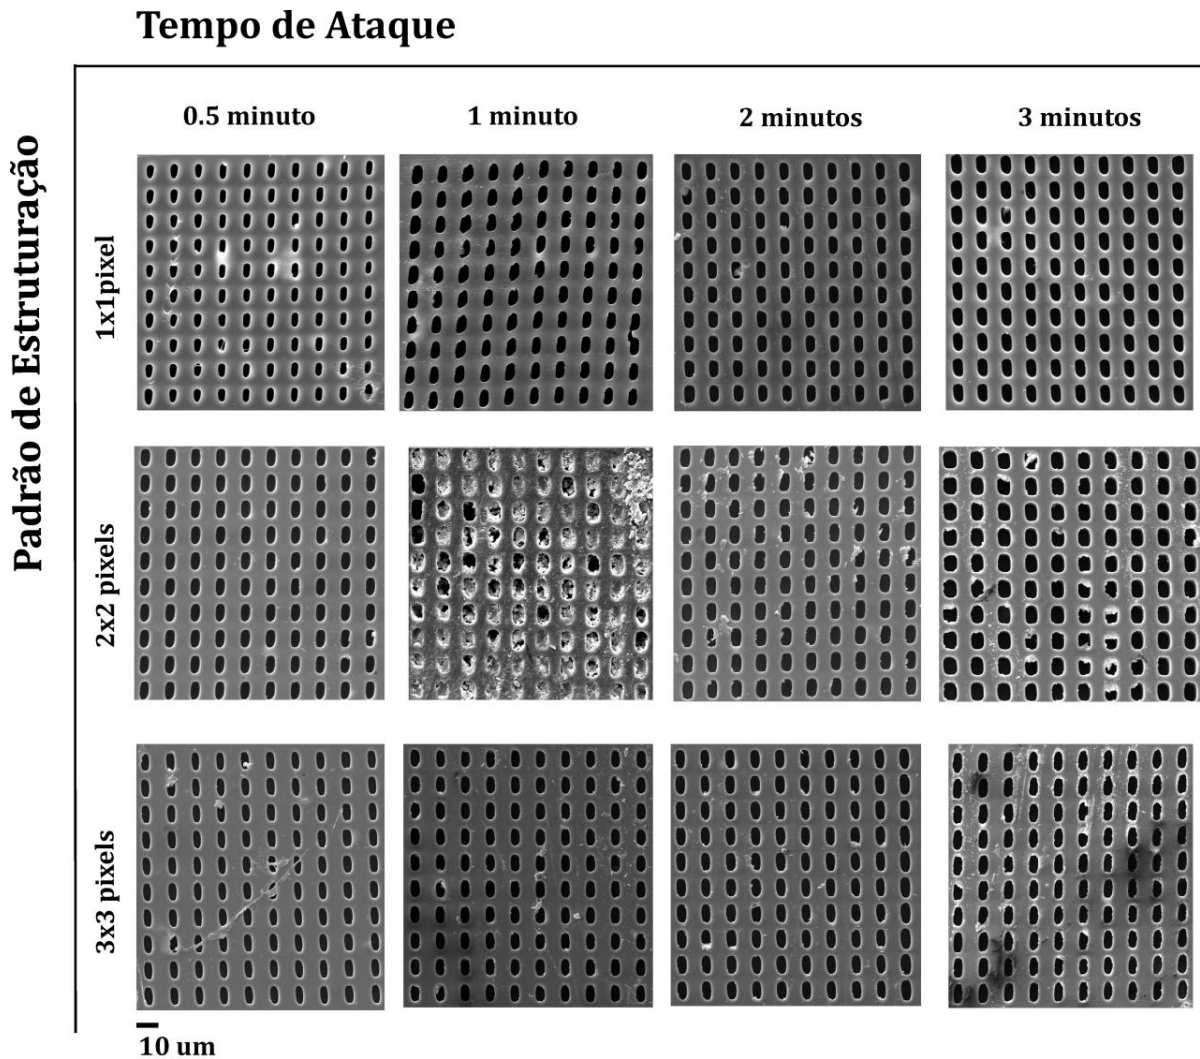 Tempo de Ataque
Padrão de Estruturação
0.5 minuto
1 minuto
2 minutos
3 minutos
1x1pixel
2x2 pixels
3x3 pixels
10 um